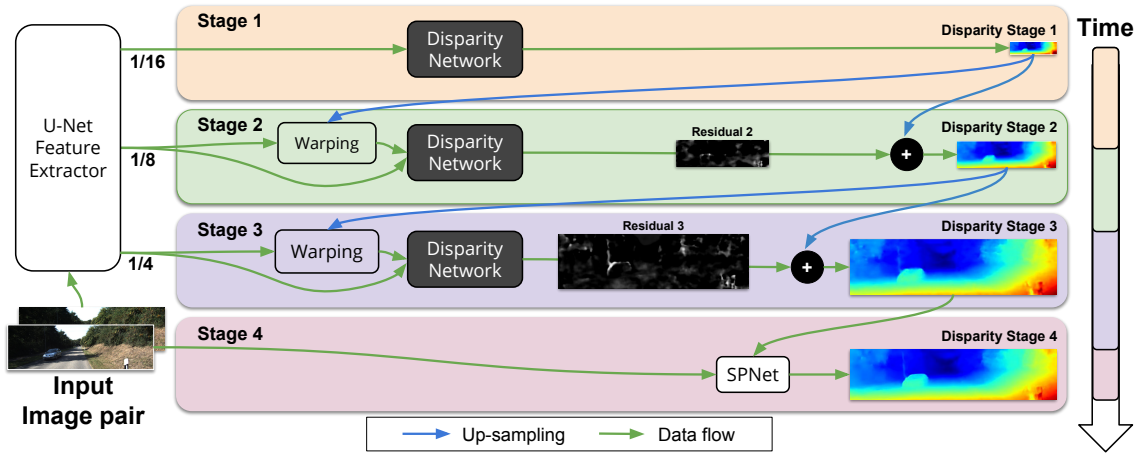 Stage 1
Disparity Stage 1
Time
Disparity
Network
1/16
U-Net
Feature
Extractor
Stage 2
Warping
Disparity
Network
Residual 2
+
Disparity Stage 2
1/8
Stage 3
Warping
Disparity
Network
Residual 3
+
Disparity Stage 3
1/4
Stage 4
SPNet
Disparity Stage 4
Input
Image pair
Up-sampling
Data flow